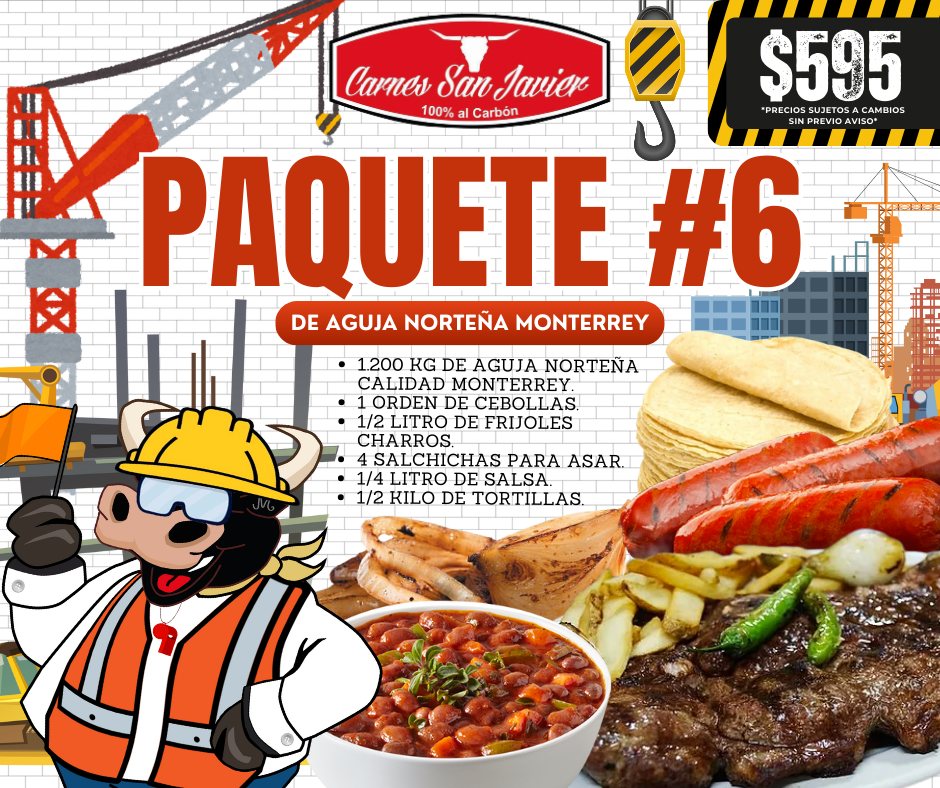 Carnes San Javier
100% al Carbón
$595
*PRECIOS SUJETOS A CAMBIOS
SIN PREVIO AVISO*
PAQUETE #6
DE AGUJA NORTEÑA MONTERREY
• 1.200 KG DE AGUJA NORTEÑA
CALIDAD MONTERREY.
• 1 ORDEN DE CEBOLLAS.
• 1/2 LITRO DE FRIJOLES
CHARROS.
• 4 SALCHICHAS PARA ASAR.
• 1/4 LITRO DE SALSA.
• 1/2 KILO DE TORTILLAS.